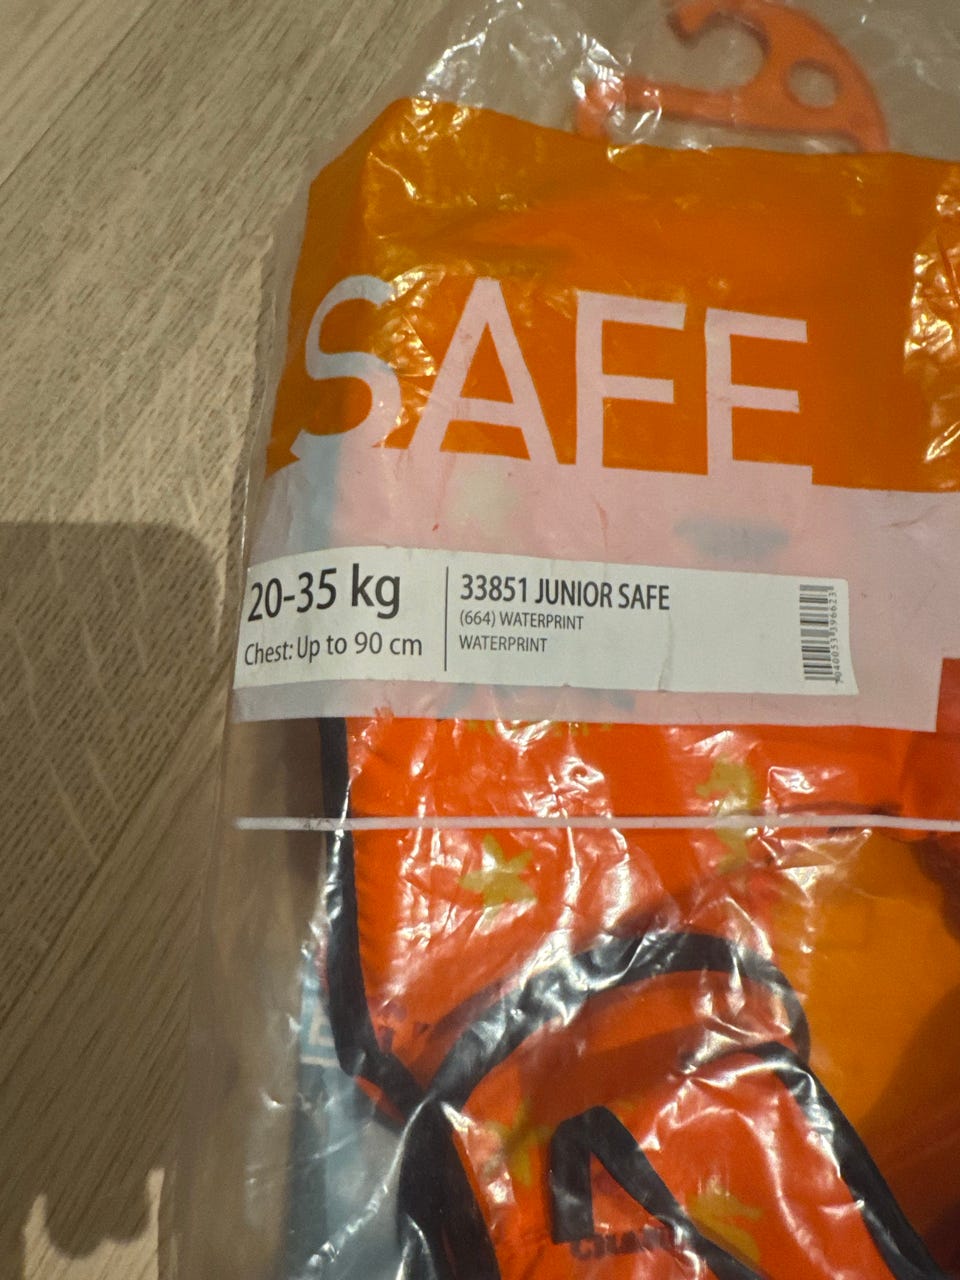 SAFE
20-35 kg
Chest: Up to 90 cm
33851 JUNIOR SAFE
(664) WATERPRINT
WATERPRINT